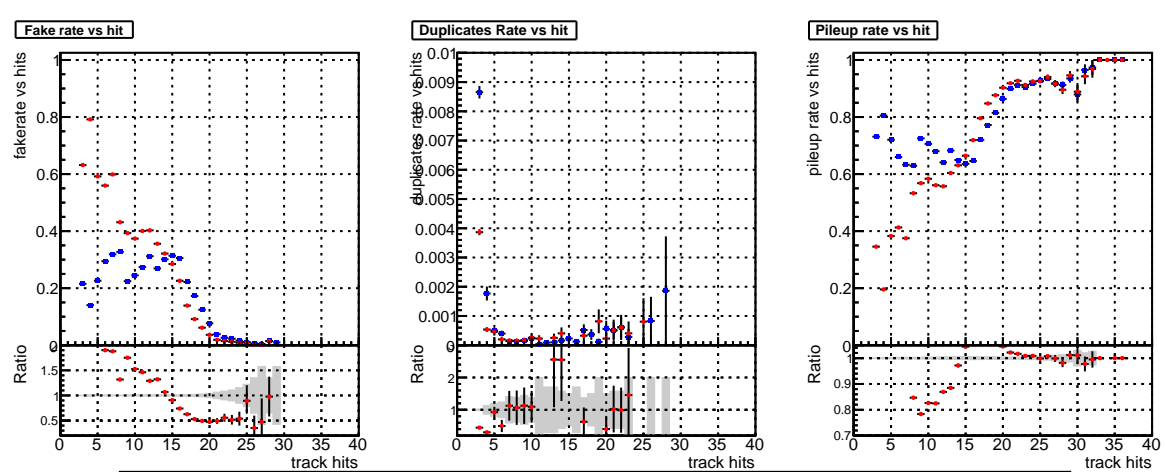 Fake rate vs hit
fakerate vs hits
1
0.8
0.6
0.4
0.2
0
Ratio
1.5
1
0.5
0 5 10 15 20 25 30 35 40
track hits
Duplicates Rate vs hit
duplicates rate vs hits
0.01
0.009
0.008
0.007
0.006
0.005
0.004
0.003
0.002
0.001
0
Ratio
2
1
0 5 10 15 20 25 30 35 40
track hits
Pileup rate vs hit
pileup rate vs hits
1
0.8
0.6
0.4
0.2
0
Ratio
1
0.9
0.8
0.7
0 5 10 15 20 25 30 35 40
track hits